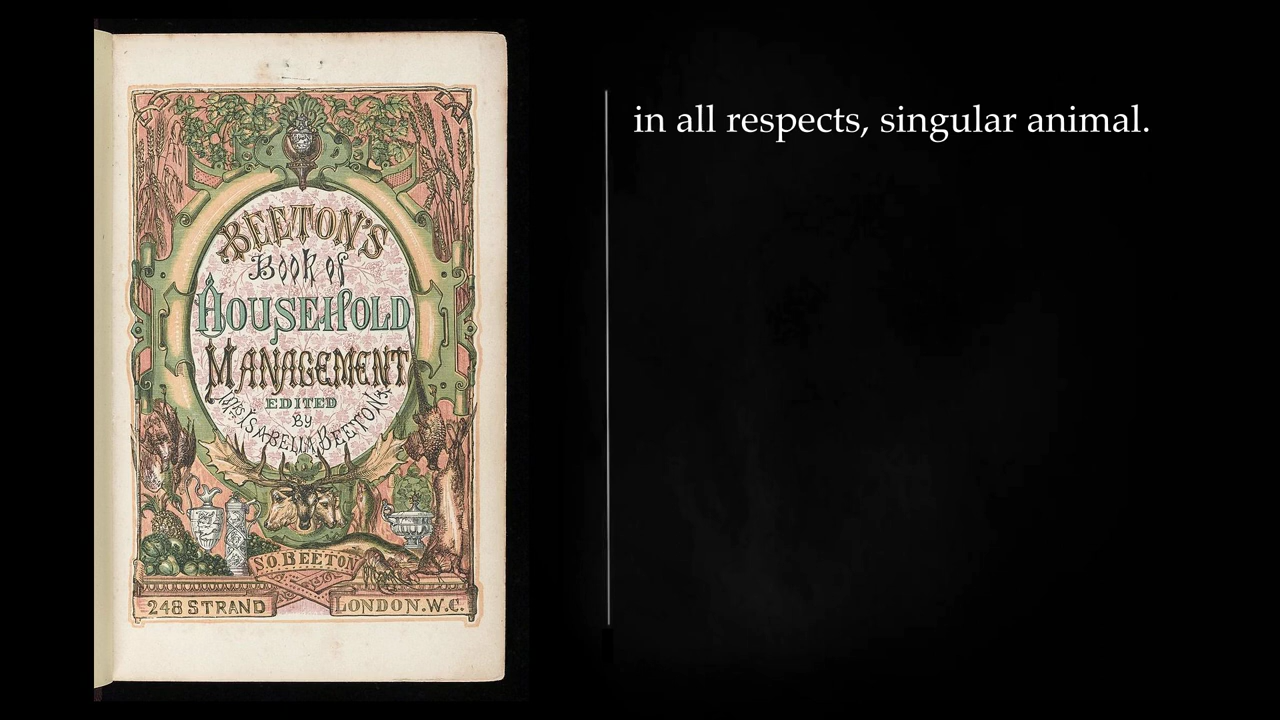 BEETON'S
Book of
HOUSEHOLD
MANAGEMENT
EDITED
By
MRS ISABELLA BEETON
S.O. BEETON
248 STRAND
LONDON. W.C.
in all respects, singular animal.